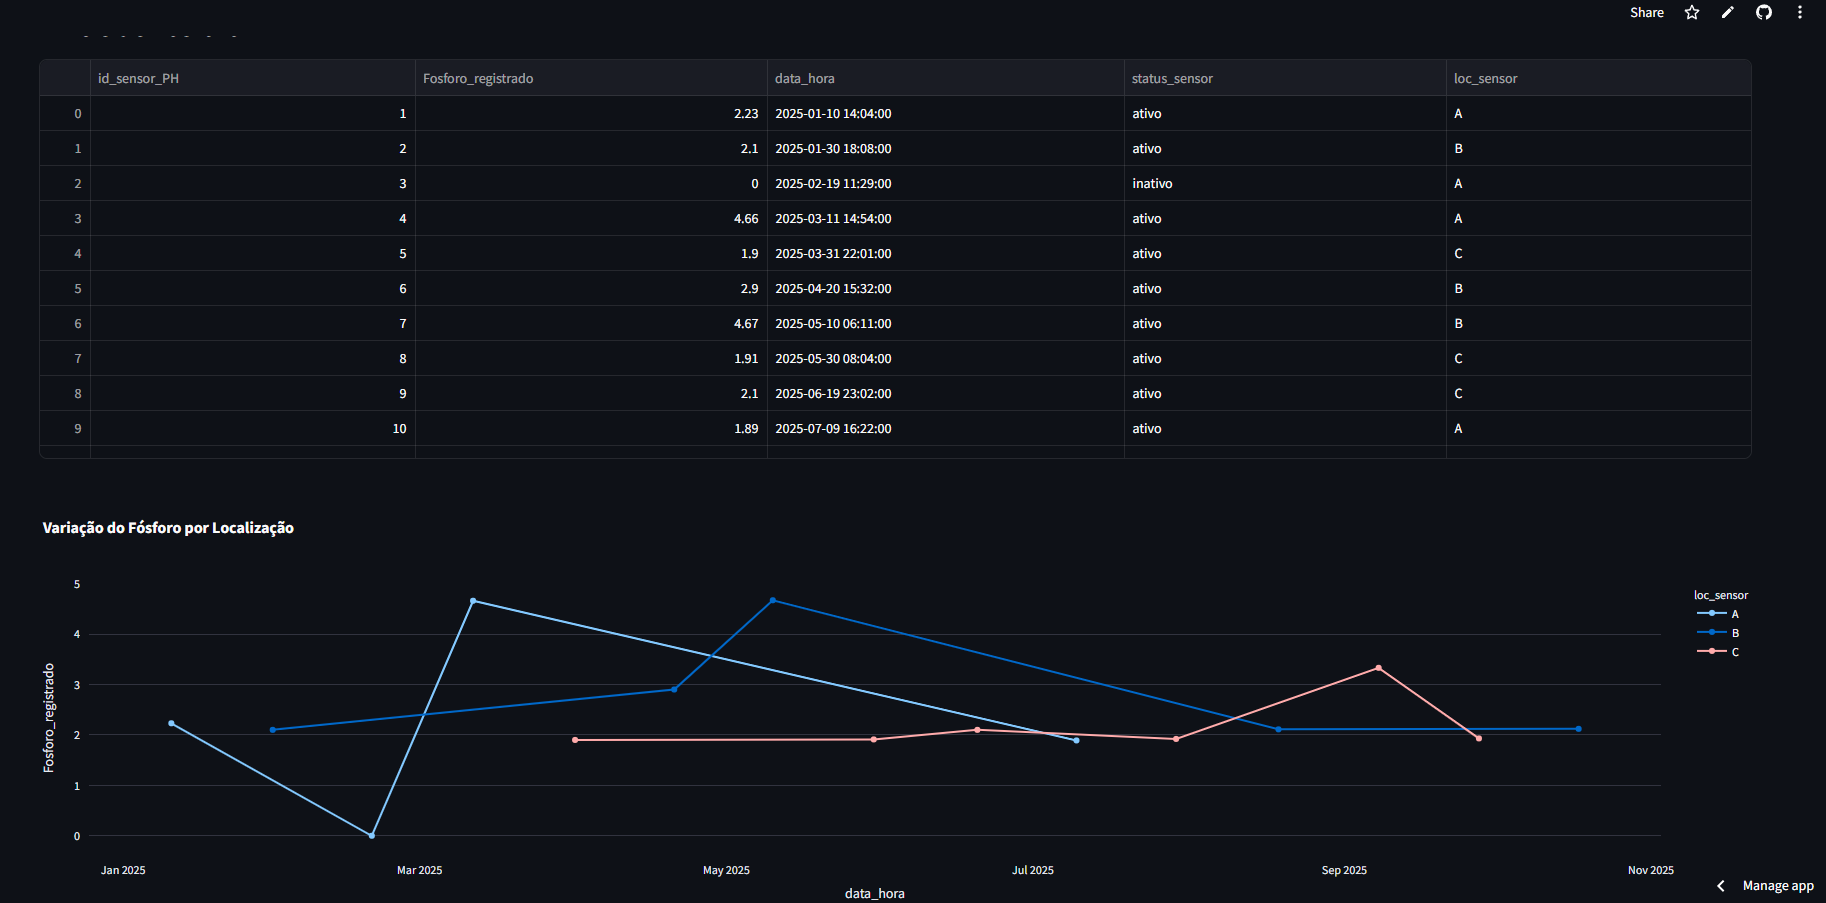 Share
id_sensor_PH Fosforo_registrado data_hora status_sensor loc_sensor
0 1 2.23 2025-01-10 14:04:00 ativo A
1 2 2.1 2025-01-30 18:08:00 ativo B
2 3 0 2025-02-19 11:29:00 inativo A
3 4 4.66 2025-03-11 14:54:00 ativo A
4 5 1.9 2025-03-31 22:01:00 ativo C
5 6 2.9 2025-04-20 15:32:00 ativo B
6 7 4.67 2025-05-10 06:11:00 ativo B
7 8 1.91 2025-05-30 08:04:00 ativo C
8 9 2.1 2025-06-19 23:02:00 ativo C
9 10 1.89 2025-07-09 16:22:00 ativo A
Variação do Fósforo por Localização
5
4
3
2
1
0
Fosforo_registrado
loc_sensor
A
B
C
Jan 2025 Mar 2025 May 2025 Jul 2025 Sep 2025 Nov 2025
data_hora
Manage app